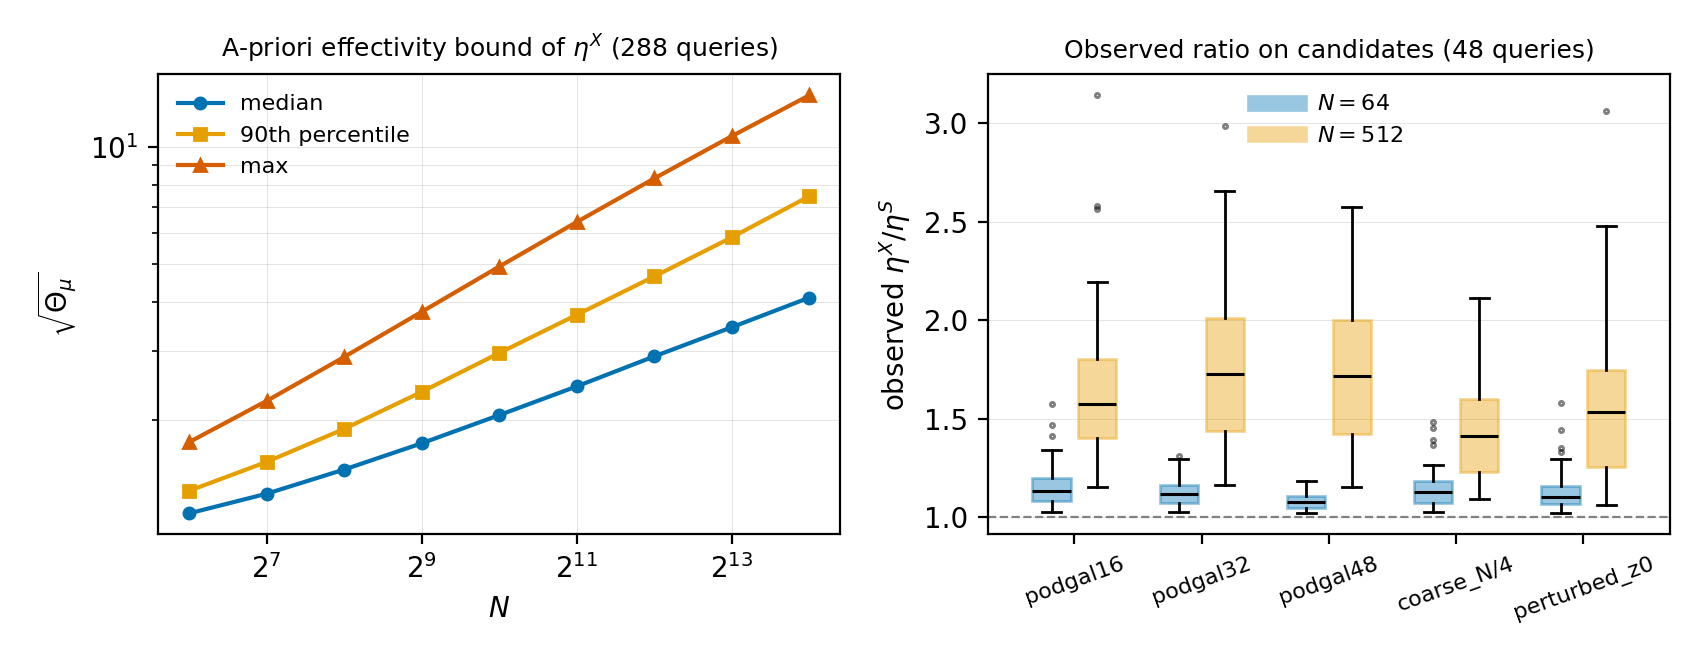 A-priori effectivity bound of η^X (288 queries)
median
90th percentile
max
10^1
√Θ_μ
2^7
2^9
2^11
2^13
N
Observed ratio on candidates (48 queries)
N = 64
N = 512
3.0
2.5
2.0
1.5
1.0
observed η^X/η^S
podgal16
podgal32
podgal48
coarse_N/4
perturbed_z0